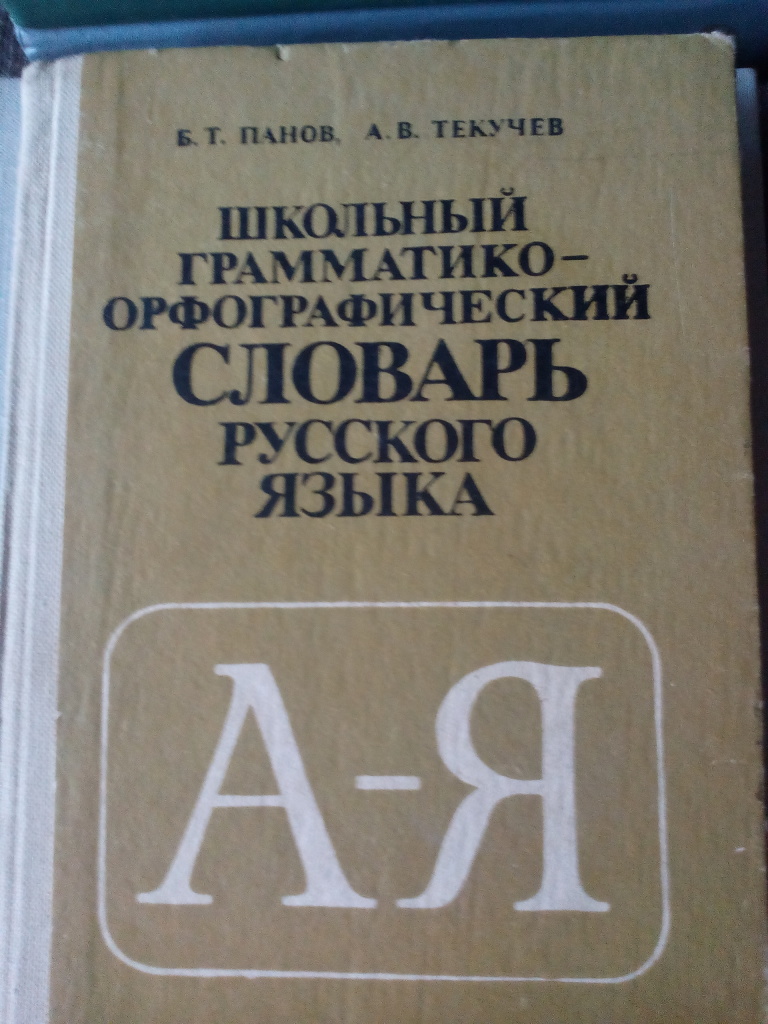 Б. Т. ПАНОВ, А. В. ТЕКУЧЕВ
ШКОЛЬНЫЙ
ГРАММАТИКО-
ОРФОГРАФИЧЕСКИЙ
СЛОВАРЬ
РУССКОГО
ЯЗЫКА
А-Я